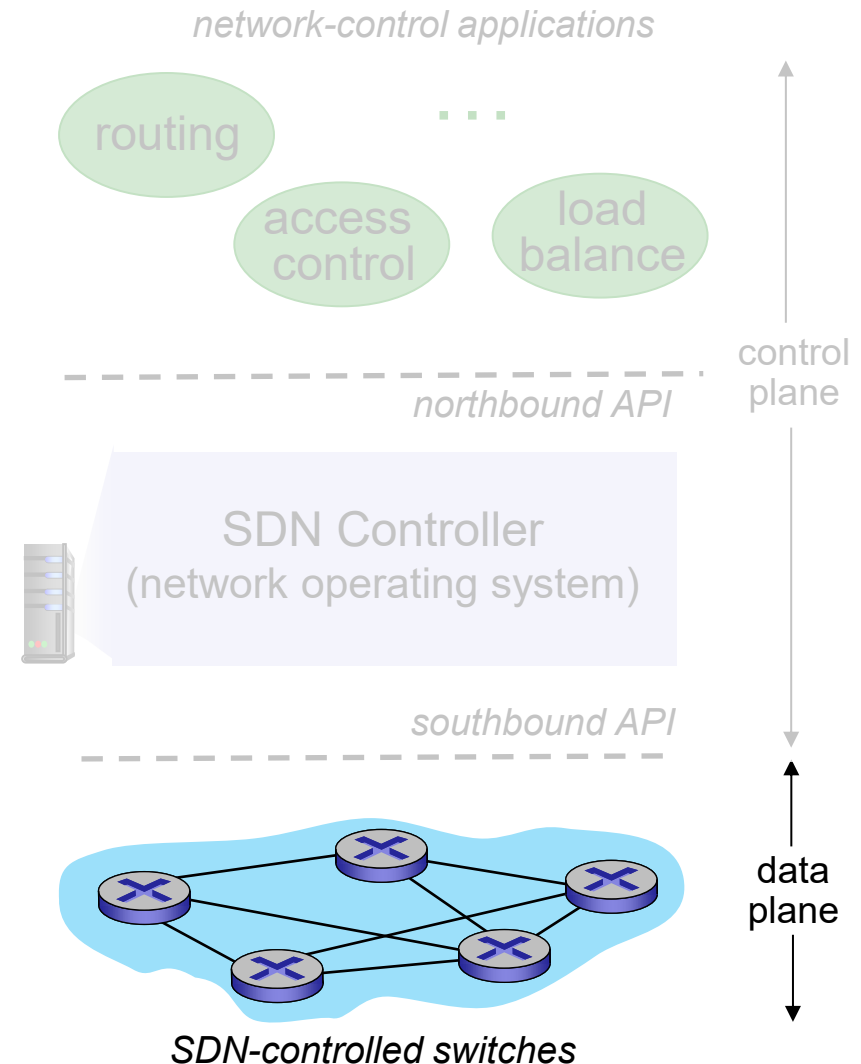 network-control applications
routing
...
access
control
load
balance
control
plane
northbound API
SDN Controller
(network operating system)
southbound API
data
plane
SDN-controlled switches